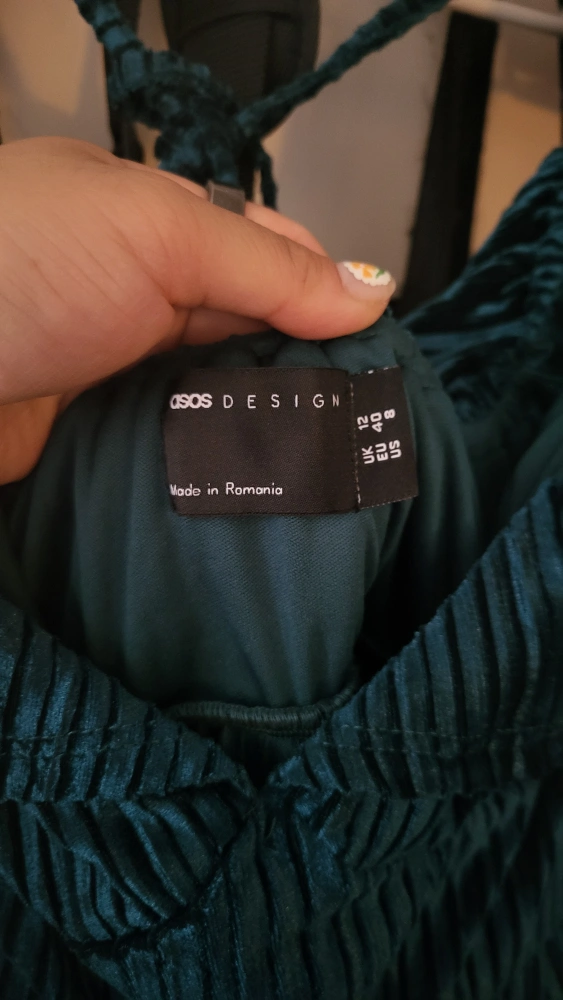 asos DESIGN
Made in Romania
UK 12
EU 40
US 8